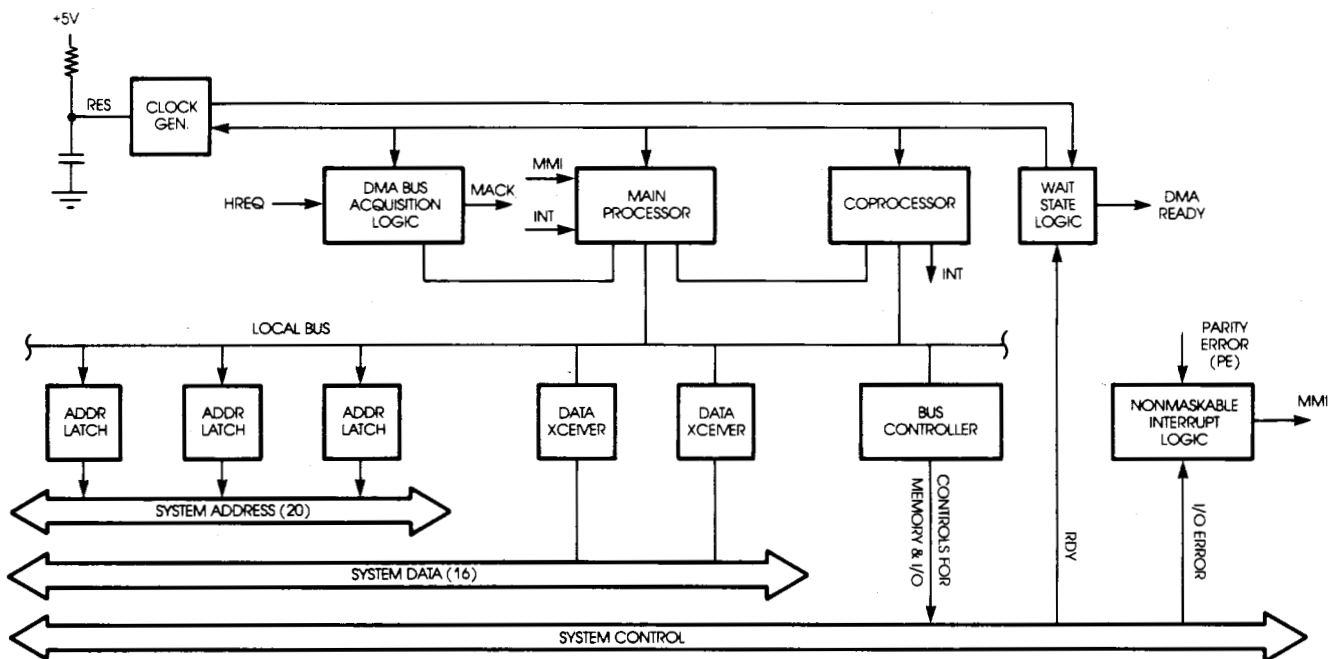 +5V
RES
CLOCK
GEN.
HREQ
DMA BUS
ACQUISITION
LOGIC
MACK
MMI
INT
MAIN
PROCESSOR
COPROCESSOR
INT
WAIT
STATE
LOGIC
DMA
READY
LOCAL BUS
PARITY
ERROR
(PE)
ADDR
LATCH
ADDR
LATCH
ADDR
LATCH
DATA
XCEIVER
DATA
XCEIVER
BUS
CONTROLLER
NONMASKABLE
INTERRUPT
LOGIC
MMI
CONTROLS FOR
MEMORY & I/O
RDY
I/O ERROR
SYSTEM ADDRESS (20)
SYSTEM DATA (16)
SYSTEM CONTROL